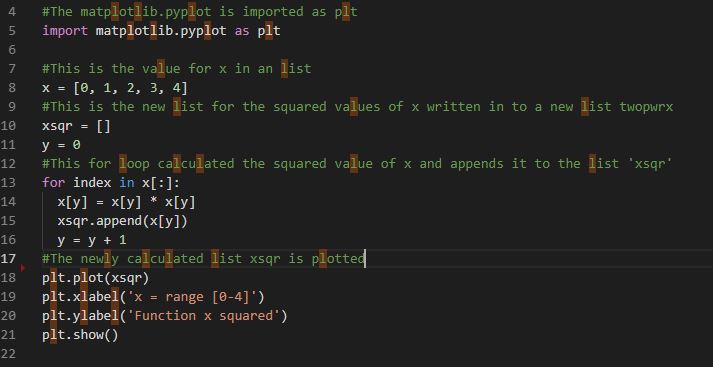 4 #The matplotlib.pyplot is imported as plt
5 import matplotlib.pyplot as plt
6
7 #This is the value for x in an list
8 x = [0, 1, 2, 3, 4]
9 #This is the new list for the squared values of x written in to a new list twopwrx
10 xsqr = []
11 y = 0
12 #This for loop calculated the squared value of x and appends it to the list 'xsqr'
13 for index in x[:]:
14 x[y] = x[y] * x[y]
15 xsqr.append(x[y])
16 y = y + 1
17 #The newly calculated list xsqr is plotted
18 plt.plot(xsqr)
19 plt.xlabel('x = range [0-4]')
20 plt.ylabel('Function x squared')
21 plt.show()
22